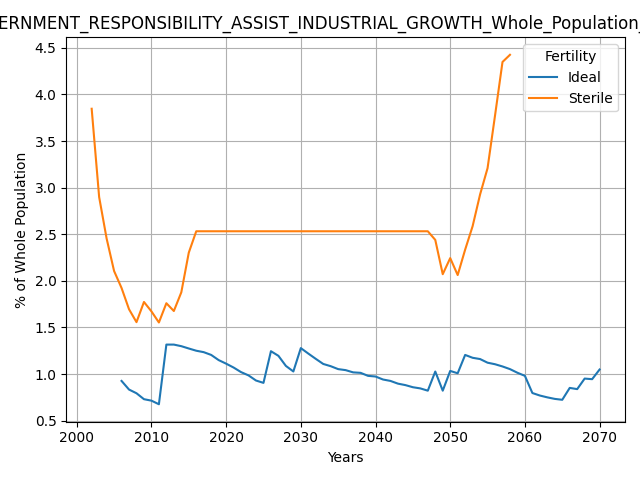 ERNMENT_RESPONSIBILITY_ASSIST_INDUSTRIAL_GROWTH_Whole_Population_
Fertility
Ideal
Sterile
% of Whole Population
4.5
4.0
3.5
3.0
2.5
2.0
1.5
1.0
0.5
2000 2010 2020 2030 2040 2050 2060 2070
Years